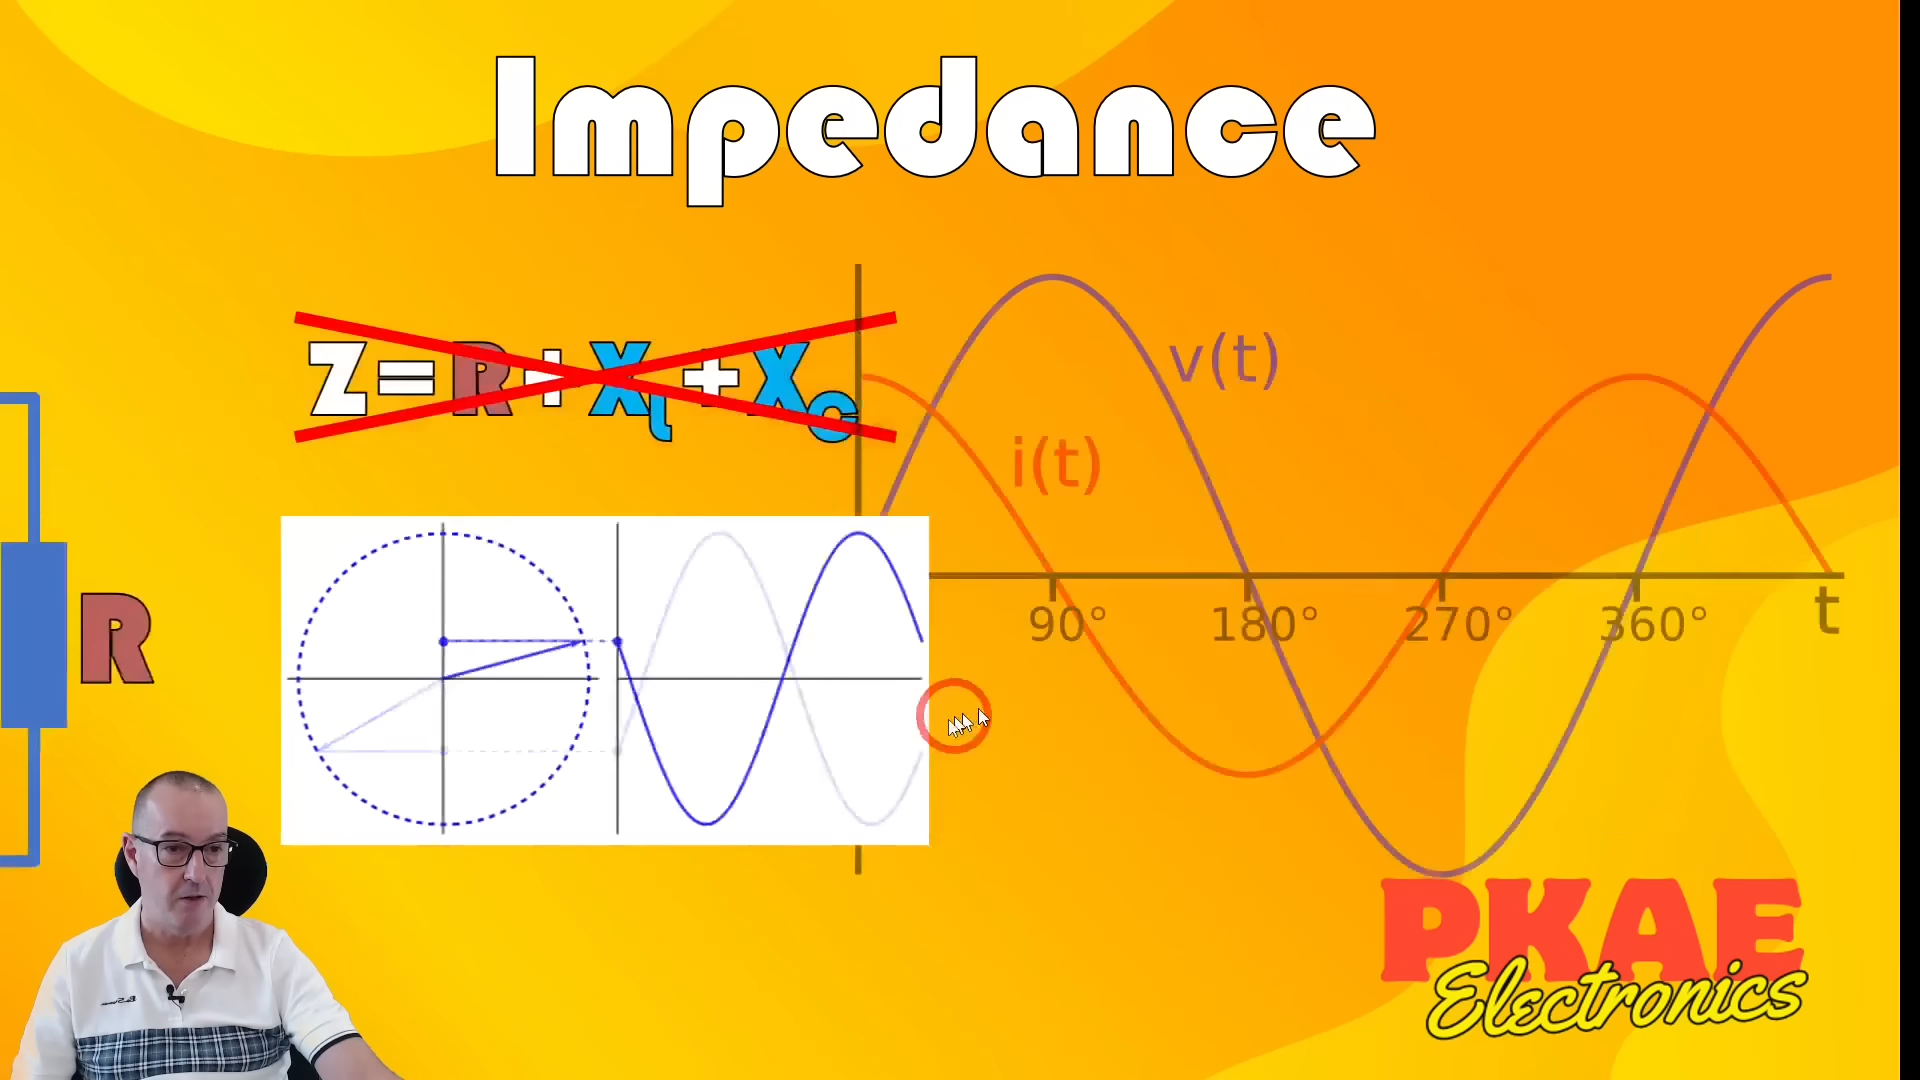 Impedance
Z=R+Xl+Xc
v(t)
i(t)
90° 180° 270° 360° t
R
PKAE
Electronics